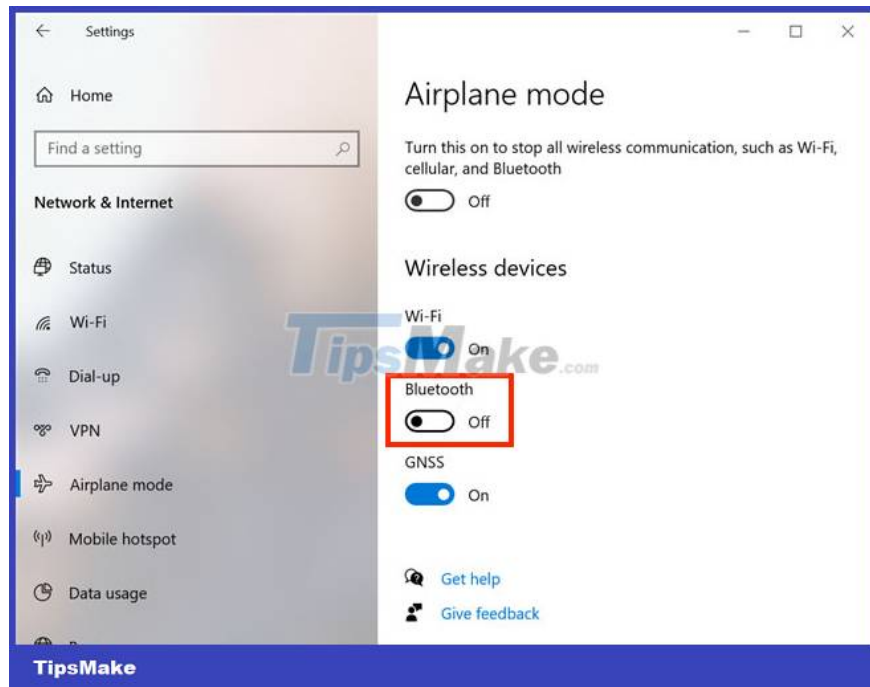 Settings
Home
Find a setting
Network & Internet
Status
Wi-Fi
Dial-up
VPN
Airplane mode
Mobile hotspot
Data usage
Airplane mode
Turn this on to stop all wireless communication, such as Wi-Fi,
cellular, and Bluetooth
Off
Wireless devices
Wi-Fi
On
Bluetooth
Off
GNSS
On
Get help
Give feedback
TipsMake.com
TipsMake